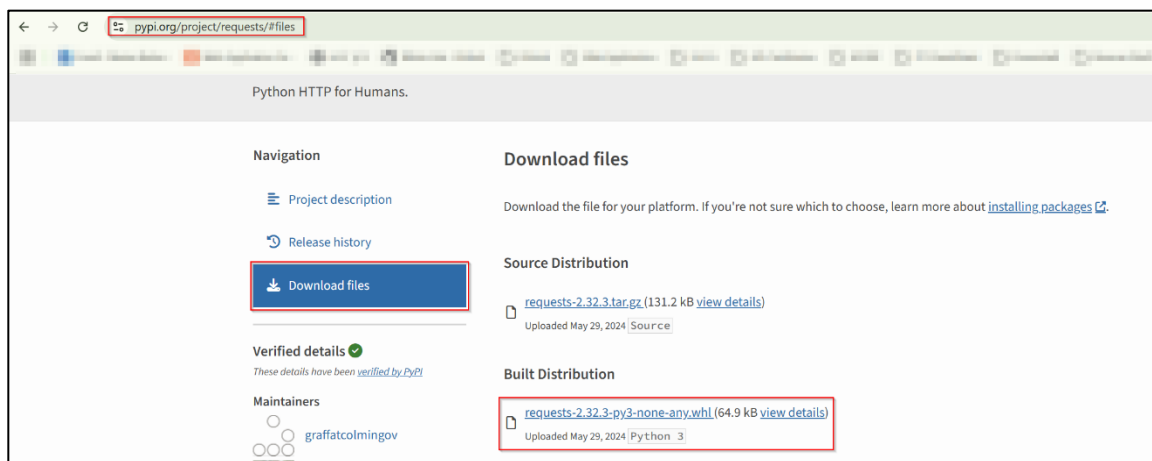 pypi.org/project/requests/#files
Python HTTP for Humans.
Navigation
Project description
Release history
Download files
Verified details
These details have been verified by PyPI
Maintainers
graffatcolmingov
Download files
Download the file for your platform. If you're not sure which to choose, learn more about installing packages.
Source Distribution
requests-2.32.3.tar.gz (131.2 kB view details)
Uploaded May 29, 2024 Source
Built Distribution
requests-2.32.3-py3-none-any.whl (64.9 kB view details)
Uploaded May 29, 2024 Python 3